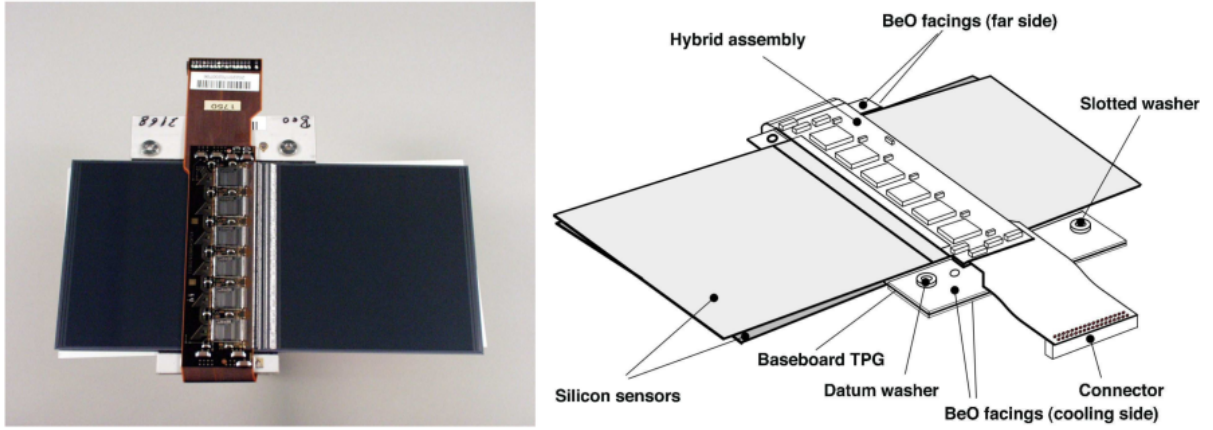 1750
2168
BeO
BeO facings (far side)
Hybrid assembly
Slotted washer
Baseboard TPG
Datum washer
Silicon sensors
Connector
BeO facings (cooling side)